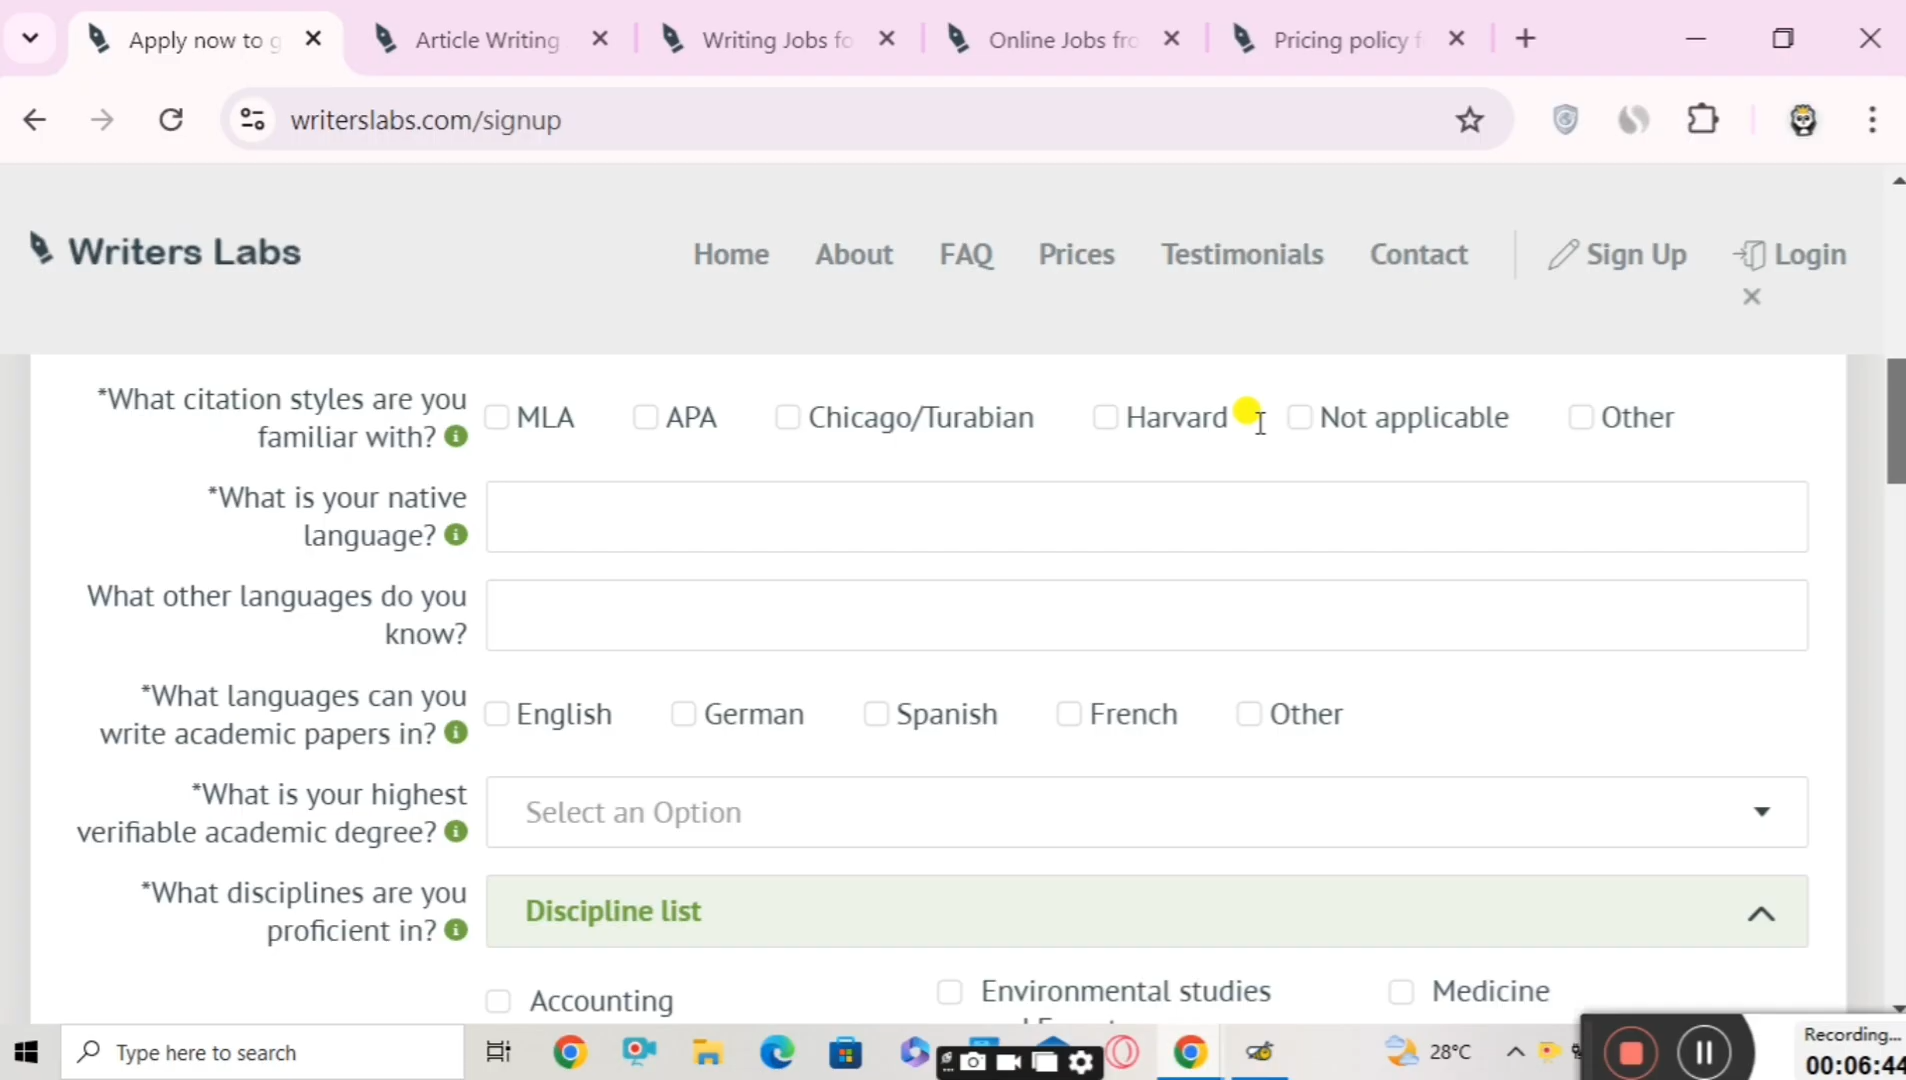 Apply now to g
Article Writing
Writing Jobs fo
Online Jobs fro
Pricing policy f
writerslabs.com/signup
Writers Labs
Home
About
FAQ
Prices
Testimonials
Contact
Sign Up
Login
*What citation styles are you
familiar with?
MLA
APA
Chicago/Turabian
Harvard
Not applicable
Other
*What is your native
language?
What other languages do you
know?
*What languages can you
write academic papers in?
English
German
Spanish
French
Other
*What is your highest
verifiable academic degree?
Select an Option
*What disciplines are you
proficient in?
Discipline list
Accounting
Environmental studies
Medicine
Type here to search
28°C
Recording...
00:06:44